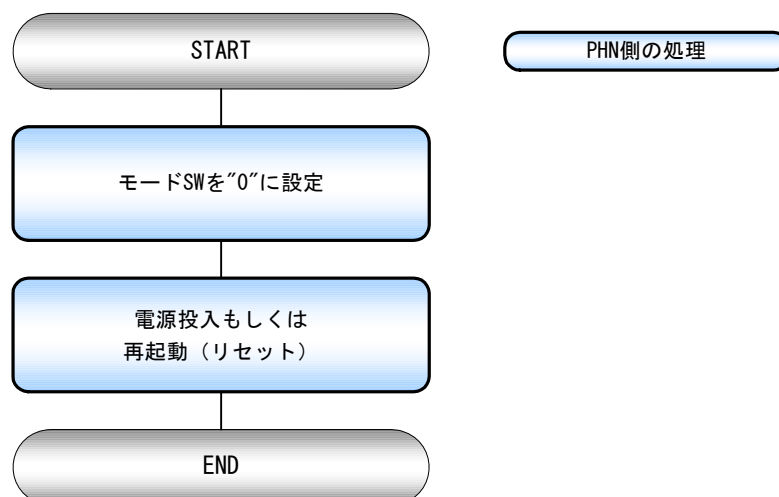 START
PHN側の処理
モードSWを"0"に設定
電源投入もしくは
再起動（リセット）
END